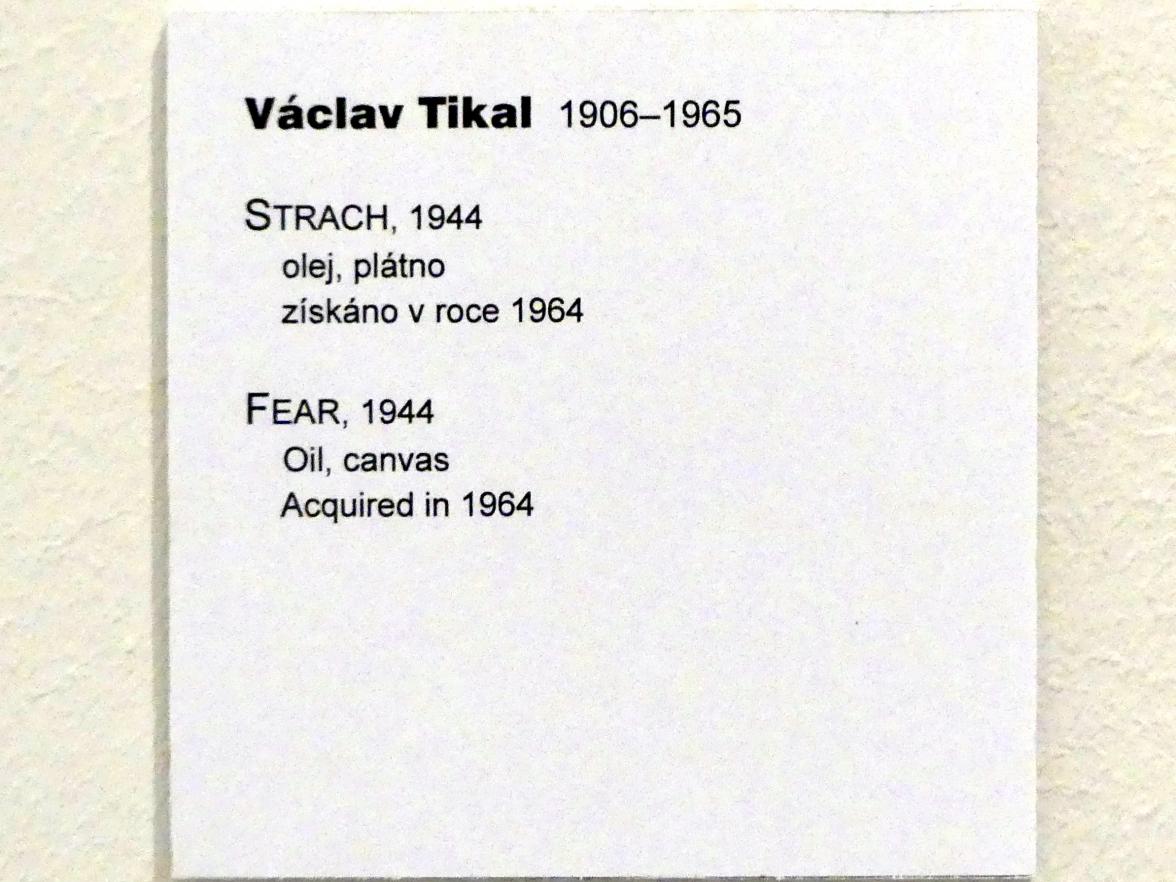 Václav Tikal 1906–1965
STRACH, 1944
olej, plátno
získáno v roce 1964
FEAR, 1944
Oil, canvas
Acquired in 1964